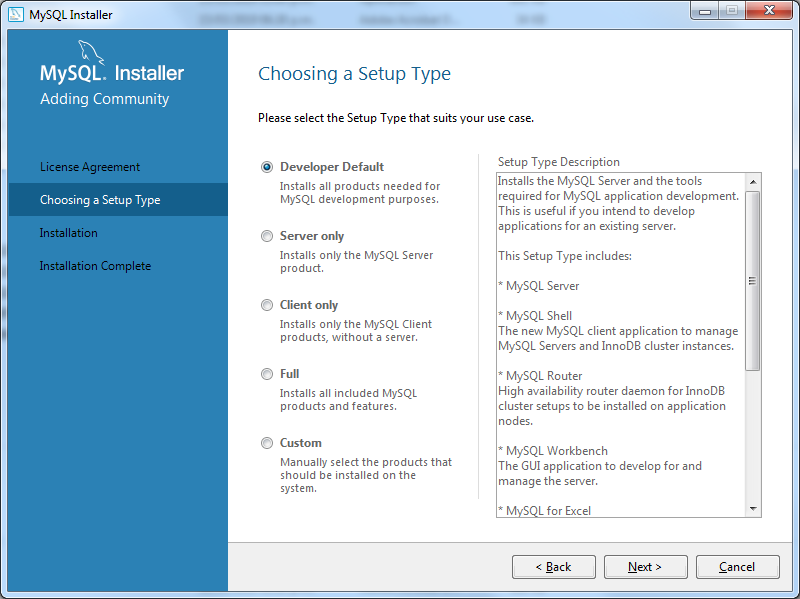 MySQL Installer
MySQL. Installer
Adding Community
License Agreement
Choosing a Setup Type
Installation
Installation Complete
Choosing a Setup Type
Please select the Setup Type that suits your use case.
Developer Default
Installs all products needed for
MySQL development purposes.
Server only
Installs only the MySQL Server
product.
Client only
Installs only the MySQL Client
products, without a server.
Full
Installs all included MySQL
products and features.
Custom
Manually select the products that
should be installed on the
system.
Setup Type Description
Installs the MySQL Server and the tools
required for MySQL application development.
This is useful if you intend to develop
applications for an existing server.
This Setup Type includes:
* MySQL Server
* MySQL Shell
The new MySQL client application to manage
MySQL Servers and InnoDB cluster instances.
* MySQL Router
High availability router daemon for InnoDB
cluster setups to be installed on application
nodes.
* MySQL Workbench
The GUI application to develop for and
manage the server.
* MySQL for Excel
< Back
Next >
Cancel